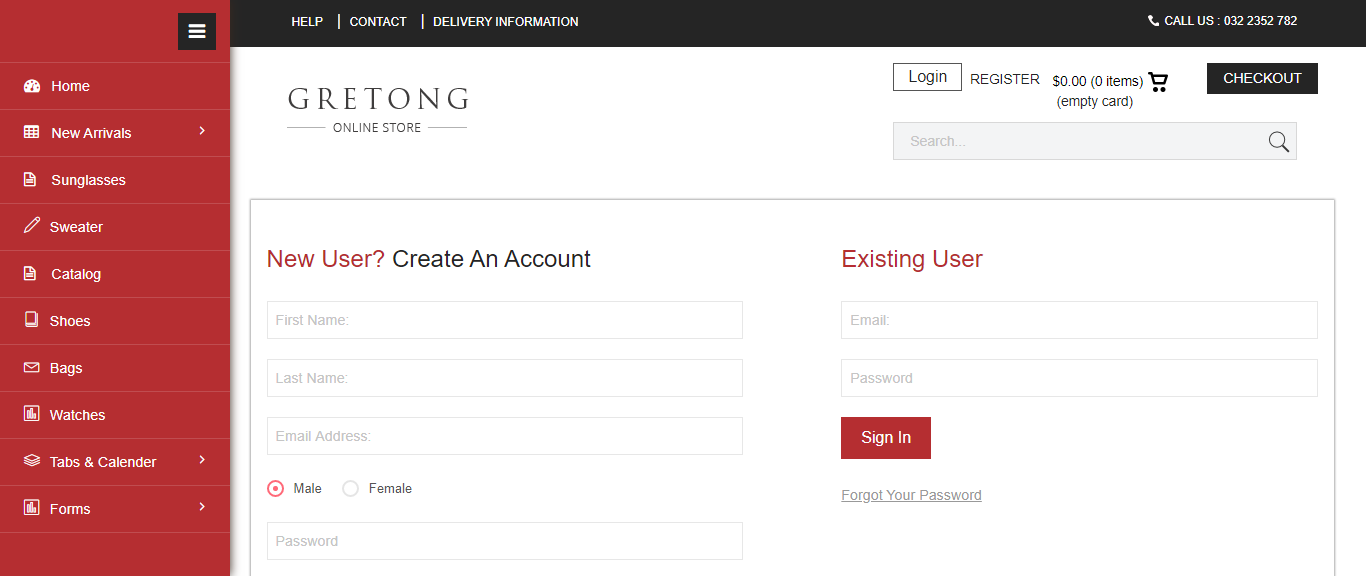 HELP | CONTACT | DELIVERY INFORMATION
CALL US : 032 2352 782
Home
New Arrivals
Sunglasses
Sweater
Catalog
Shoes
Bags
Watches
Tabs & Calender
Forms
GRETONG
ONLINE STORE
Login
REGISTER
$0.00 (0 items)
(empty card)
CHECKOUT
Search...
New User? Create An Account
First Name:
Last Name:
Email Address:
Male Female
Password
Existing User
Email:
Password
Sign In
Forgot Your Password